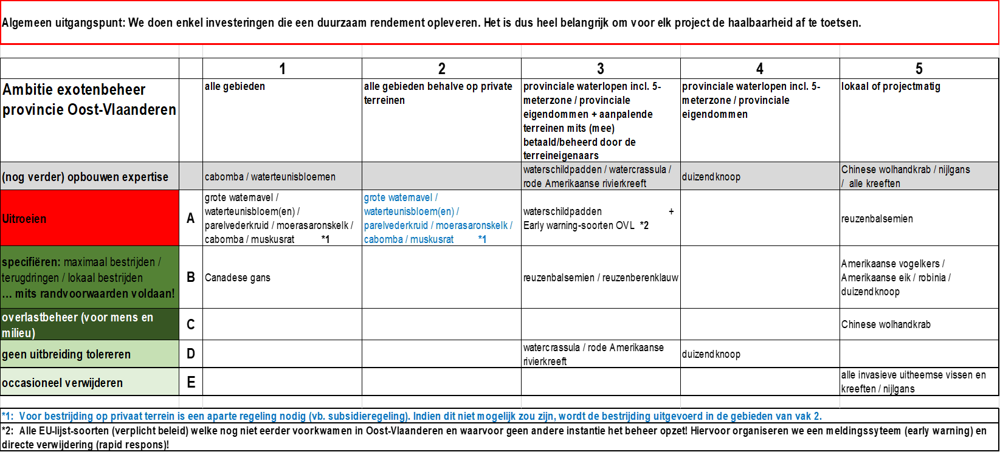 Algemeen uitgangspunt: We doen enkel investeringen die een duurzaam rendement opleveren. Het is dus heel belangrijk om voor elk project de haalbaarheid af te toetsen.
1
2
3
4
5
Ambitie exotenbeheer
provincie Oost-Vlaanderen
alle gebieden
alle gebieden behalve op private
terreinen
provinciale waterlopen incl. 5-
meterzone / provinciale
eigendommen + aanpalende
terreinen mits (mee)
betaald/beheerd door de
terreineigenaars
provinciale waterlopen incl. 5-
meterzone / provinciale
eigendommen
lokaal of projectmatig
(nog verder) opbouwen expertise
cabomba / waterteunisbloemen
waterschildpadden / watercrassula /
rode Amerikaanse rivierkreeft
duizendknoop
Chinese wolhandkrab / nijlgans
/ alle kreeften
Uitroeien
A
grote waternavel /
waterteunisbloem(en) /
parelvederkruid / moerasaronskelk /
cabomba / muskusrat *1
grote waternavel /
waterteunisbloem(en) /
parelvederkruid / moerasaronskelk /
cabomba / muskusrat *1
waterschildpadden +
Early warning-soorten OVL *2
reuzenbalsemien
specifiëren: maximaal bestrijden /
terugdringen / lokaal bestrijden
... mits randvoorwaarden voldaan!
B
Canadese gans
reuzenbalsemien / reuzenberenklauw
Amerikaanse vogelkers /
Amerikaanse eik / robinia /
duizendknoop
overlastbeheer (voor mens en
milieu)
C
Chinese wolhandkrab
geen uitbreiding tolereren
D
watercrassula / rode Amerikaanse
rivierkreeft
duizendknoop
occasioneel verwijderen
E
alle invasieve uitheemse vissen en
kreeften / nijlgans
*1: Voor bestrijding op privaat terrein is een aparte regeling nodig (vb. subsidieregeling). Indien dit niet mogelijk zou zijn, wordt de bestrijding uitgevoerd in de gebieden van vak 2.
*2: Alle EU-lijst-soorten (verplicht beleid) welke nog niet eerder voorkwamen in Oost-Vlaanderen en waarvoor geen andere instantie het beheer opzet! Hiervoor organiseren we een meldingssyteem (early warning) en
directe verwijdering (rapid respons)!